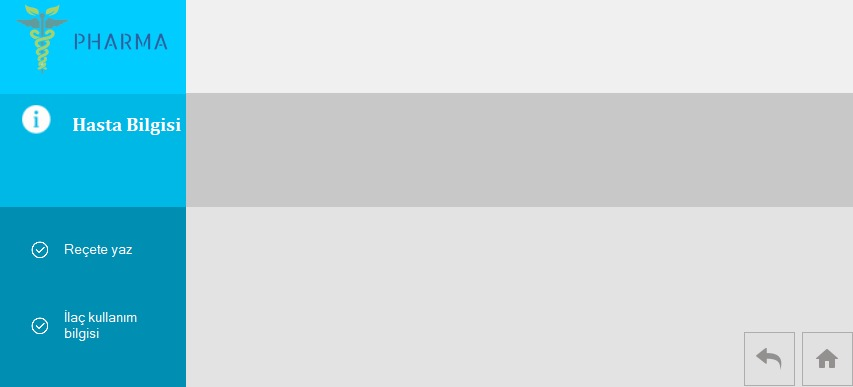 PHARMA
Hasta Bilgisi
Reçete yaz
İlaç kullanım
bilgisi